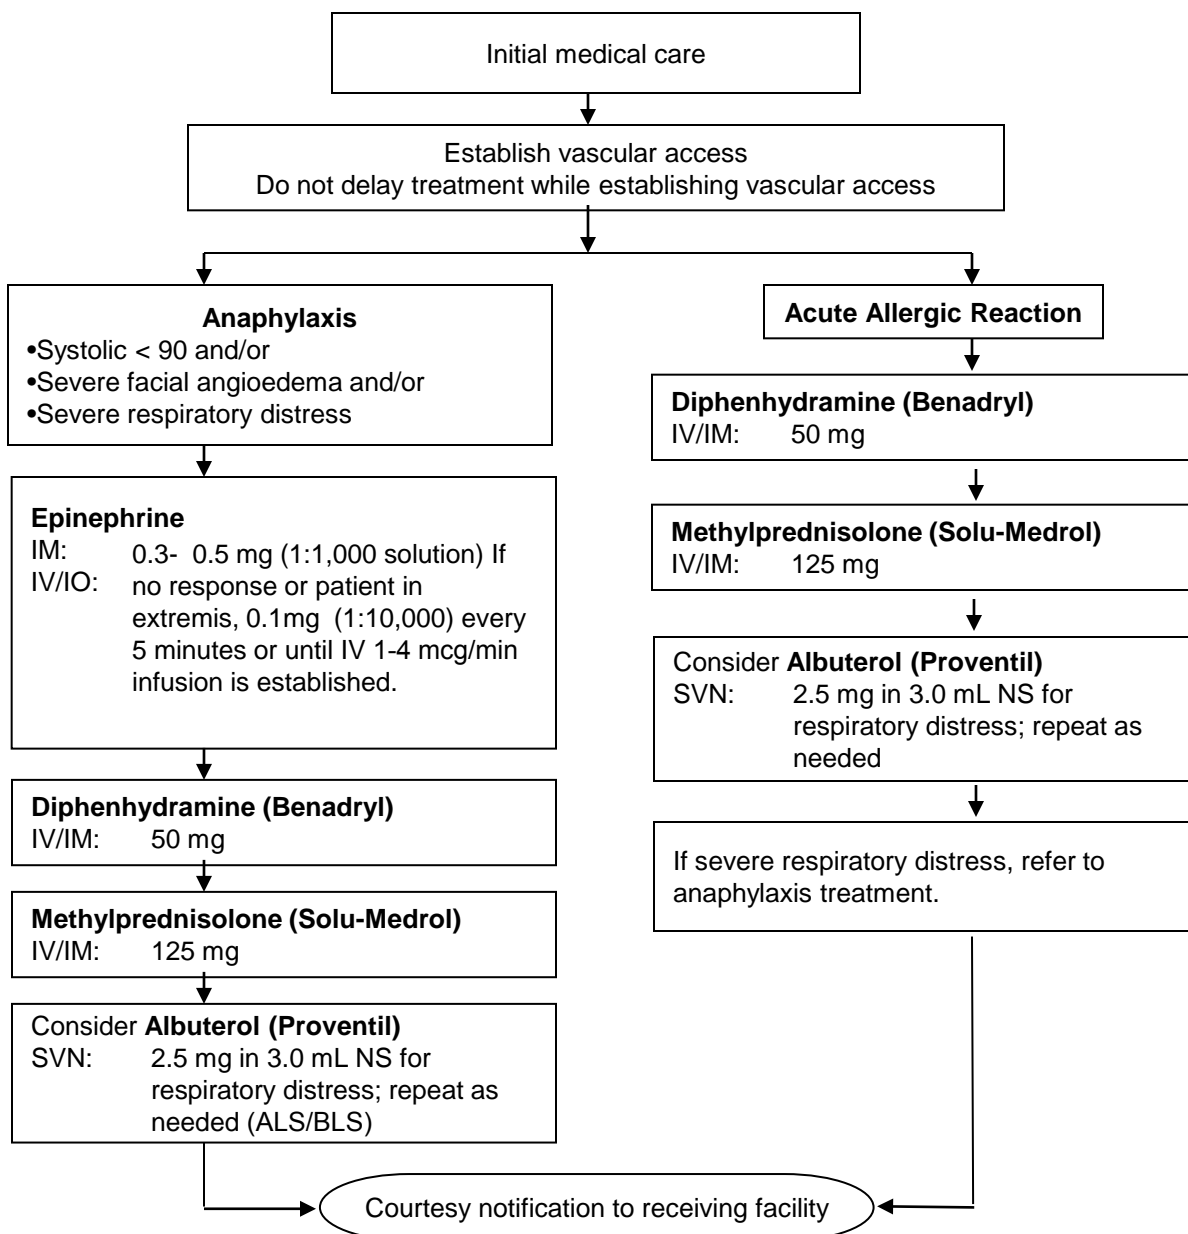 Initial medical care
Establish vascular access
Do not delay treatment while establishing vascular access
Anaphylaxis
•Systolic < 90 and/or
•Severe facial angioedema and/or
•Severe respiratory distress
Epinephrine
IM: 0.3- 0.5 mg (1:1,000 solution) If
IV/IO: no response or patient in
extremis, 0.1mg (1:10,000) every
5 minutes or until IV 1-4 mcg/min
infusion is established.
Diphenhydramine (Benadryl)
IV/IM: 50 mg
Methylprednisolone (Solu-Medrol)
IV/IM: 125 mg
Consider Albuterol (Proventil)
SVN: 2.5 mg in 3.0 mL NS for
respiratory distress; repeat as
needed (ALS/BLS)
Acute Allergic Reaction
Diphenhydramine (Benadryl)
IV/IM: 50 mg
Methylprednisolone (Solu-Medrol)
IV/IM: 125 mg
Consider Albuterol (Proventil)
SVN: 2.5 mg in 3.0 mL NS for
respiratory distress; repeat as
needed
If severe respiratory distress, refer to
anaphylaxis treatment.
Courtesy notification to receiving facility